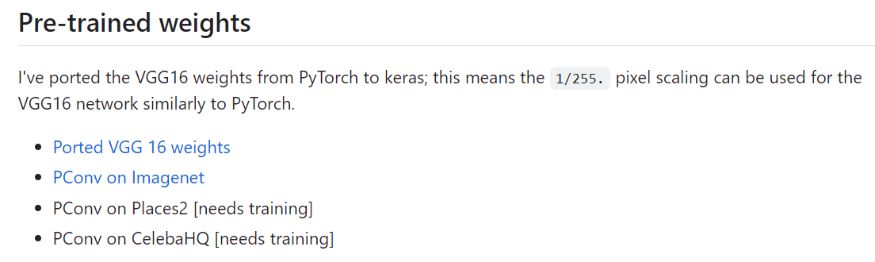 Pre-trained weights
I've ported the VGG16 weights from PyTorch to keras; this means the 1/255. pixel scaling can be used for the
VGG16 network similarly to PyTorch.
• Ported VGG 16 weights
• PConv on Imagenet
• PConv on Places2 [needs training]
• PConv on CelebaHQ [needs training]